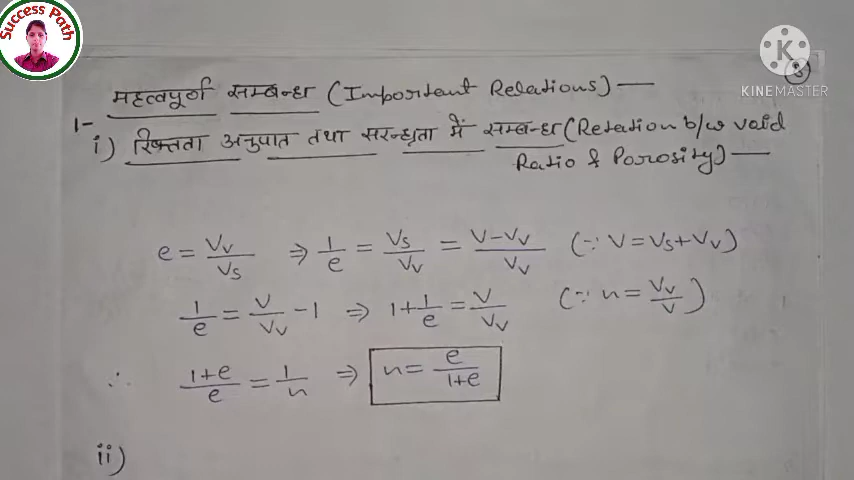 Success Path
KINEMASTER
3
महत्वपूर्ण सम्बन्ध (Important Relations) —
1-
i) रिक्तता अनुपात तथा सरन्ध्रता में सम्बन्ध (Relation b/w void
Ratio & Porosity) —
e = Vv/Vs ⇒ 1/e = Vs/Vv = V-Vv/Vv (∵ V = Vs + Vv)
1/e = V/Vv - 1 ⇒ 1 + 1/e = V/Vv (∵ n = Vv/V)
∴ 1+e/e = 1/n ⇒ n = e/1+e
ii)